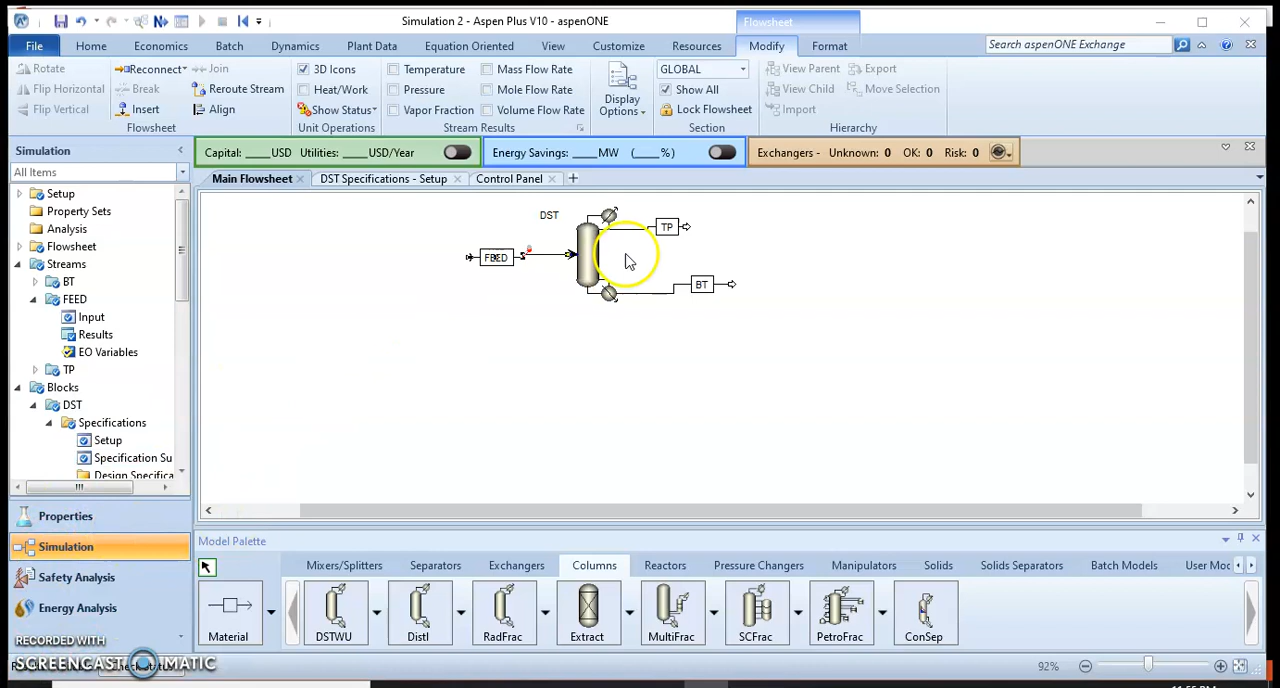 Simulation 2 - Aspen Plus V10 - aspenONE
Flowsheet
File Home Economics Batch Dynamics Plant Data Equation Oriented View Customize Resources Modify Format
Search aspenONE Exchange
Rotate Reconnect Join 3D Icons Temperature Mass Flow Rate GLOBAL View Parent Export
Flip Horizontal Break Reroute Stream Heat/Work Pressure Mole Flow Rate Display Options Show All View Child Move Selection
Flip Vertical Insert Align Show Status Vapor Fraction Volume Flow Rate Lock Flowsheet Import
Flowsheet Unit Operations Stream Results Section Hierarchy
Simulation
Capital: ____USD Utilities: ____USD/Year
Energy Savings: ____MW (____%)
Exchangers - Unknown: 0 OK: 0 Risk: 0
All Items
Main Flowsheet DST Specifications - Setup Control Panel +
Setup
Property Sets
Analysis
Flowsheet
Streams
BT
FEED
Input
Results
EO Variables
TP
Blocks
DST
Specifications
Setup
Specification Su
Design Specifica
DST
TP
FEED
BT
Properties
Simulation
Safety Analysis
Energy Analysis
Model Palette
Mixers/Splitters Separators Exchangers Columns Reactors Pressure Changers Manipulators Solids Solids Separators Batch Models User Moc
Material DSTWU Distl RadFrac Extract MultiFrac SCFrac PetroFrac ConSep
RECORDED WITH
SCREENCAST MATIC
92%